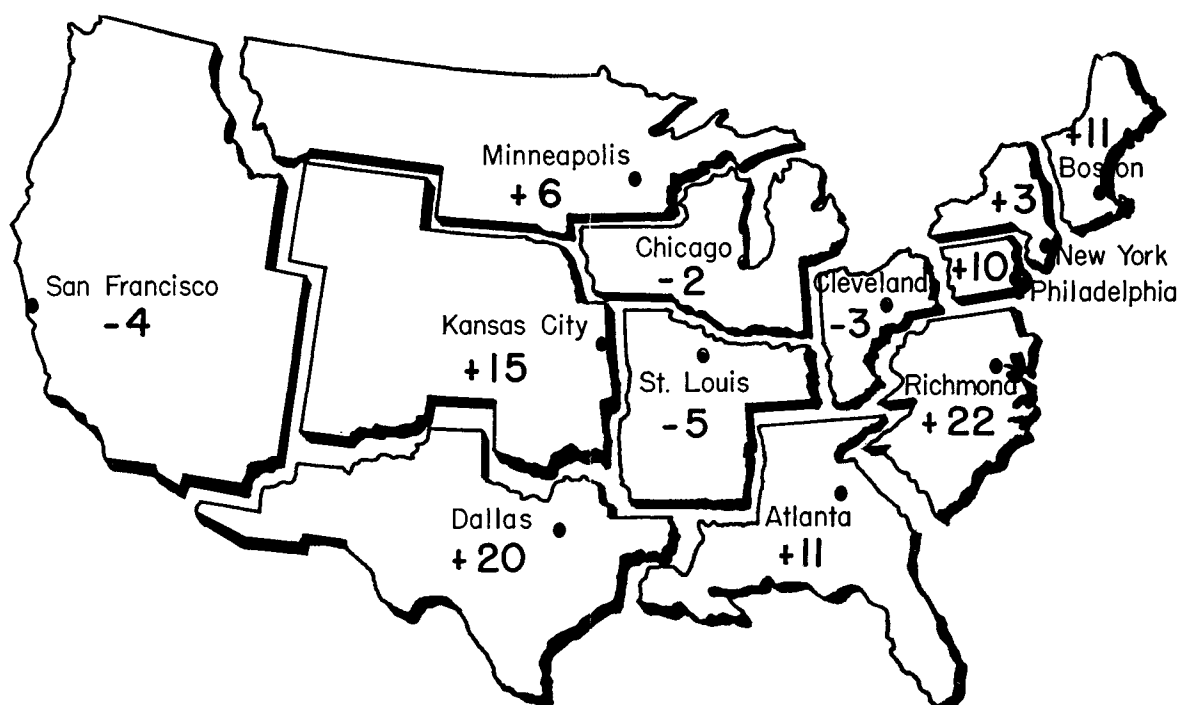 Minneapolis
+6
+11
Boston
+3
New York
Chicago
-2
+10
Philadelphia
Cleveland
-3
San Francisco
-4
Kansas City
+15
St. Louis
-5
Richmond
+22
Dallas
+20
Atlanta
+11